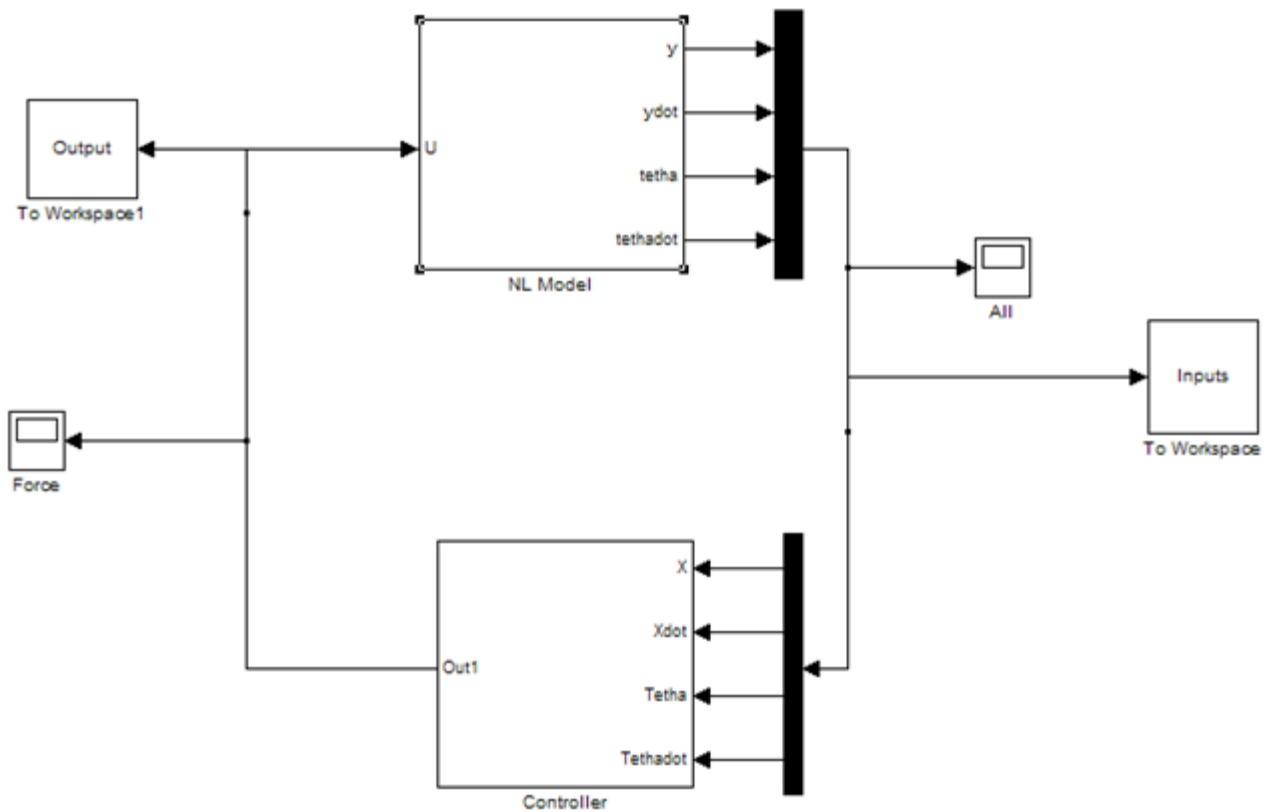 y
ydot
Output
U
tetha
To Workspace1
tethadot
NL Model
All
Inputs
To Workspace
Force
X
Xdot
Out1
Tetha
Tethadot
Controller